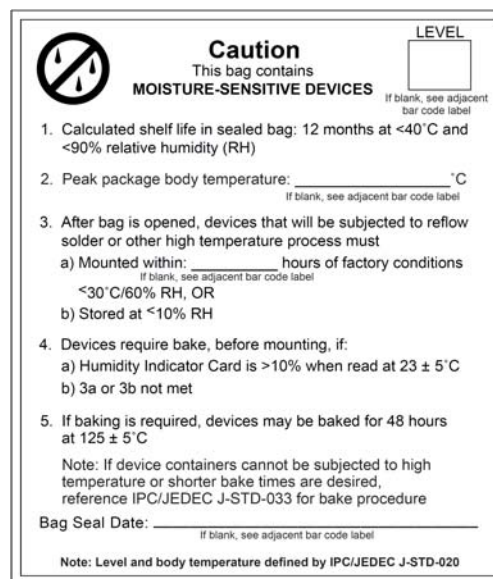 LEVEL
Caution
This bag contains
MOISTURE-SENSITIVE DEVICES
If blank, see adjacent
bar code label
1. Calculated shelf life in sealed bag: 12 months at <40˚C and
<90% relative humidity (RH)
2. Peak package body temperature: ____________________˚C
If blank, see adjacent bar code label
3. After bag is opened, devices that will be subjected to reflow
solder or other high temperature process must
a) Mounted within: ___________ hours of factory conditions
If blank, see adjacent bar code label
<30˚C/60% RH, OR
b) Stored at <10% RH
4. Devices require bake, before mounting, if:
a) Humidity Indicator Card is >10% when read at 23 ± 5˚C
b) 3a or 3b not met
5. If baking is required, devices may be baked for 48 hours
at 125 ± 5˚C
Note: If device containers cannot be subjected to high
temperature or shorter bake times are desired,
reference IPC/JEDEC J-STD-033 for bake procedure
Bag Seal Date: ______________________________
If blank, see adjacent bar code label
Note: Level and body temperature defined by IPC/JEDEC J-STD-020